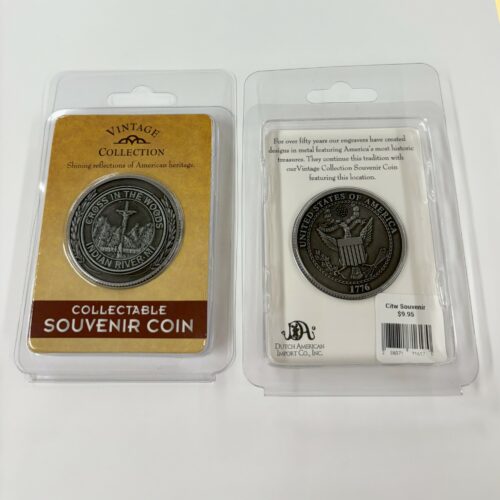 VINTAGE
COLLECTION
Shining reflections of American heritage.
CROSS IN THE WOODS
INDIAN RIVER, MI
COLLECTABLE
SOUVENIR COIN
For over fifty years our engravers have created
designs in metal featuring America's most historic
treasures. They continue this tradition with
our Vintage Collection Souvenir Coin
featuring this location.
UNITED STATES OF AMERICA
1776
Citw Souvenir
$9.95
DA
DUTCH AMERICAN
IMPORT CO., INC.